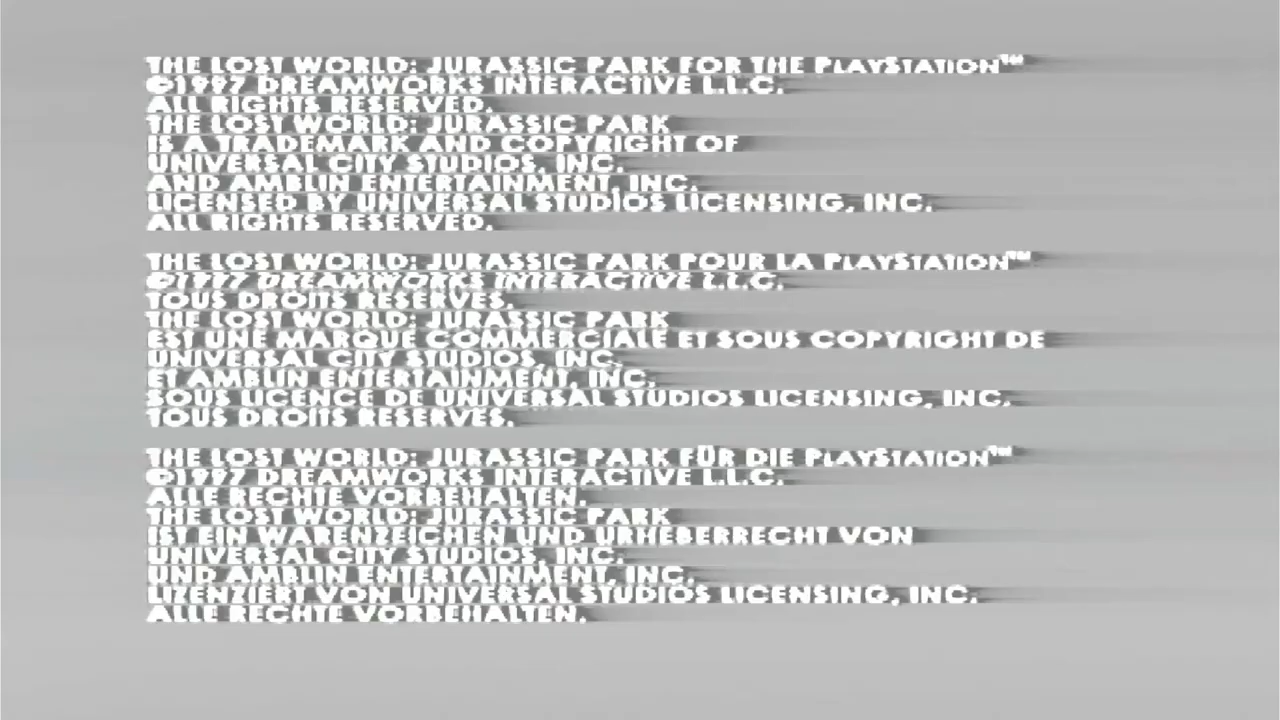 THE LOST WORLD: JURASSIC PARK FOR THE PLAYSTATION™
©1997 DREAMWORKS INTERACTIVE L.L.C.
ALL RIGHTS RESERVED.
THE LOST WORLD: JURASSIC PARK
IS A TRADEMARK AND COPYRIGHT OF
UNIVERSAL CITY STUDIOS, INC.
AND AMBLIN ENTERTAINMENT, INC.
LICENSED BY UNIVERSAL STUDIOS LICENSING, INC.
ALL RIGHTS RESERVED.
THE LOST WORLD: JURASSIC PARK POUR LA PLAYSTATION™
©1997 DREAMWORKS INTERACTIVE L.L.C.
TOUS DROITS RESERVES.
THE LOST WORLD: JURASSIC PARK
EST UNE MARQUE COMMERCIALE ET SOUS COPYRIGHT DE
UNIVERSAL CITY STUDIOS, INC.
ET AMBLIN ENTERTAINMENT, INC.
SOUS LICENCE DE UNIVERSAL STUDIOS LICENSING, INC.
TOUS DROITS RESERVES.
THE LOST WORLD: JURASSIC PARK FÜR DIE PLAYSTATION™
©1997 DREAMWORKS INTERACTIVE L.L.C.
ALLE RECHTE VORBEHALTEN.
THE LOST WORLD: JURASSIC PARK
IST EIN WARENZEICHEN UND URHEBERRECHT VON
UNIVERSAL CITY STUDIOS, INC.
UND AMBLIN ENTERTAINMENT, INC.
LIZENZIERT VON UNIVERSAL STUDIOS LICENSING, INC.
ALLE RECHTE VORBEHALTEN.